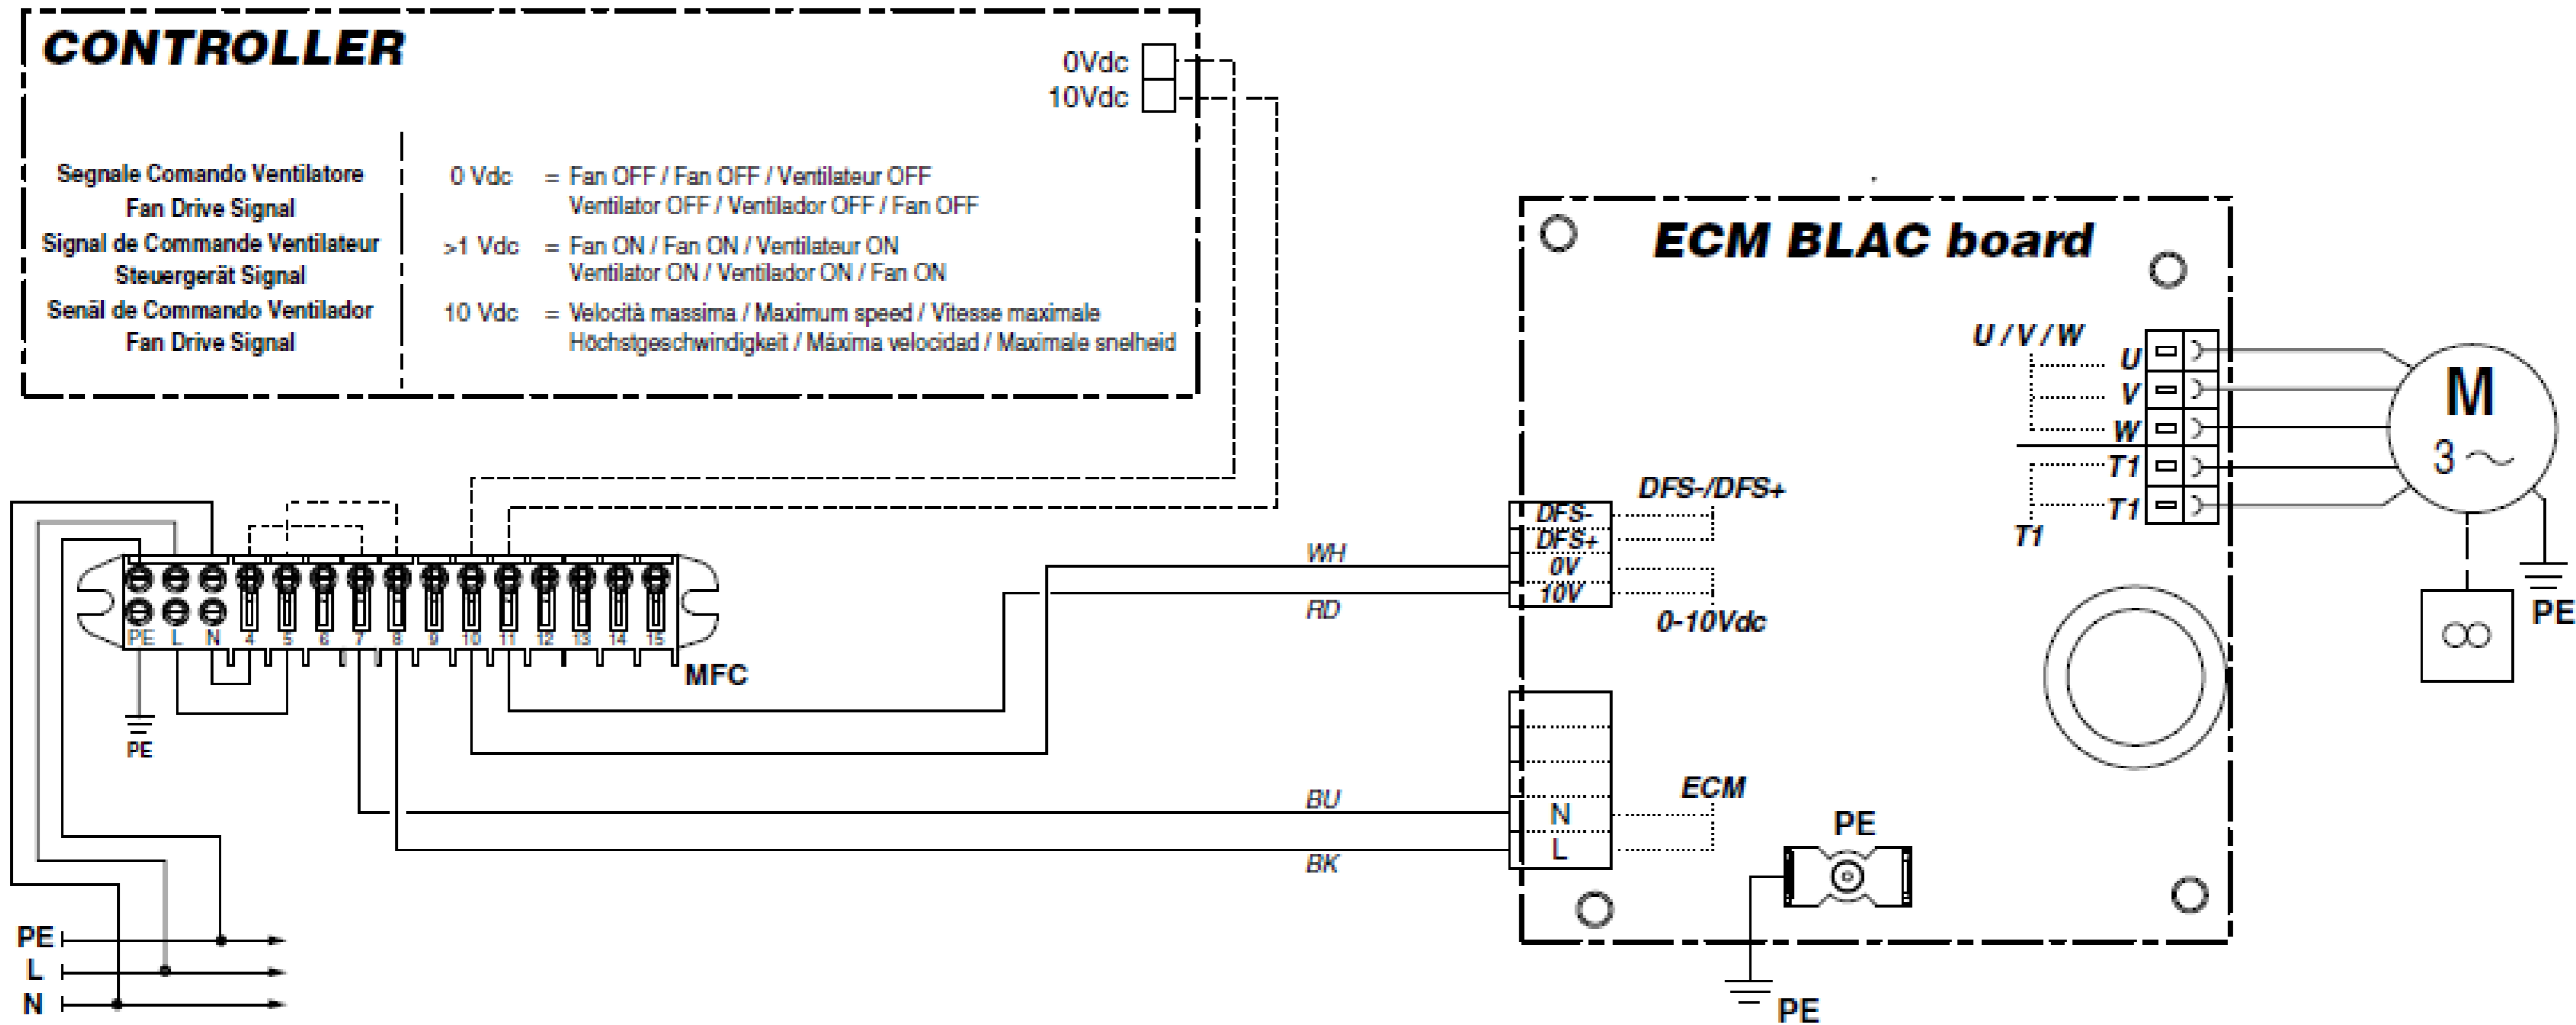 CONTROLLER
0Vdc
10Vdc
Segnale Comando Ventilatore
Fan Drive Signal
Signal de Commande Ventilateur
Steuergerät Signal
Senäl de Commando Ventilador
Fan Drive Signal
0 Vdc = Fan OFF / Fan OFF / Ventilateur OFF
Ventilator OFF / Ventilador OFF / Fan OFF
>1 Vdc = Fan ON / Fan ON / Ventilateur ON
Ventilator ON / Ventilador ON / Fan ON
10 Vdc = Velocità massima / Maximum speed / Vitesse maximale
Höchstgeschwindigkeit / Máxima velocidad / Maximale snelheid
ECM BLAC board
U / V / W
U
V
W
T1
T1
T1
M
3 ~
PE
DFS-/DFS+
DFS-
DFS+
0V
10V
0-10Vdc
WH
RD
PE L N 4 5 6 7 8 9 10 11 12 13 14 15
MFC
PE
BU
BK
ECM
N
L
PE
PE
PE
L
N